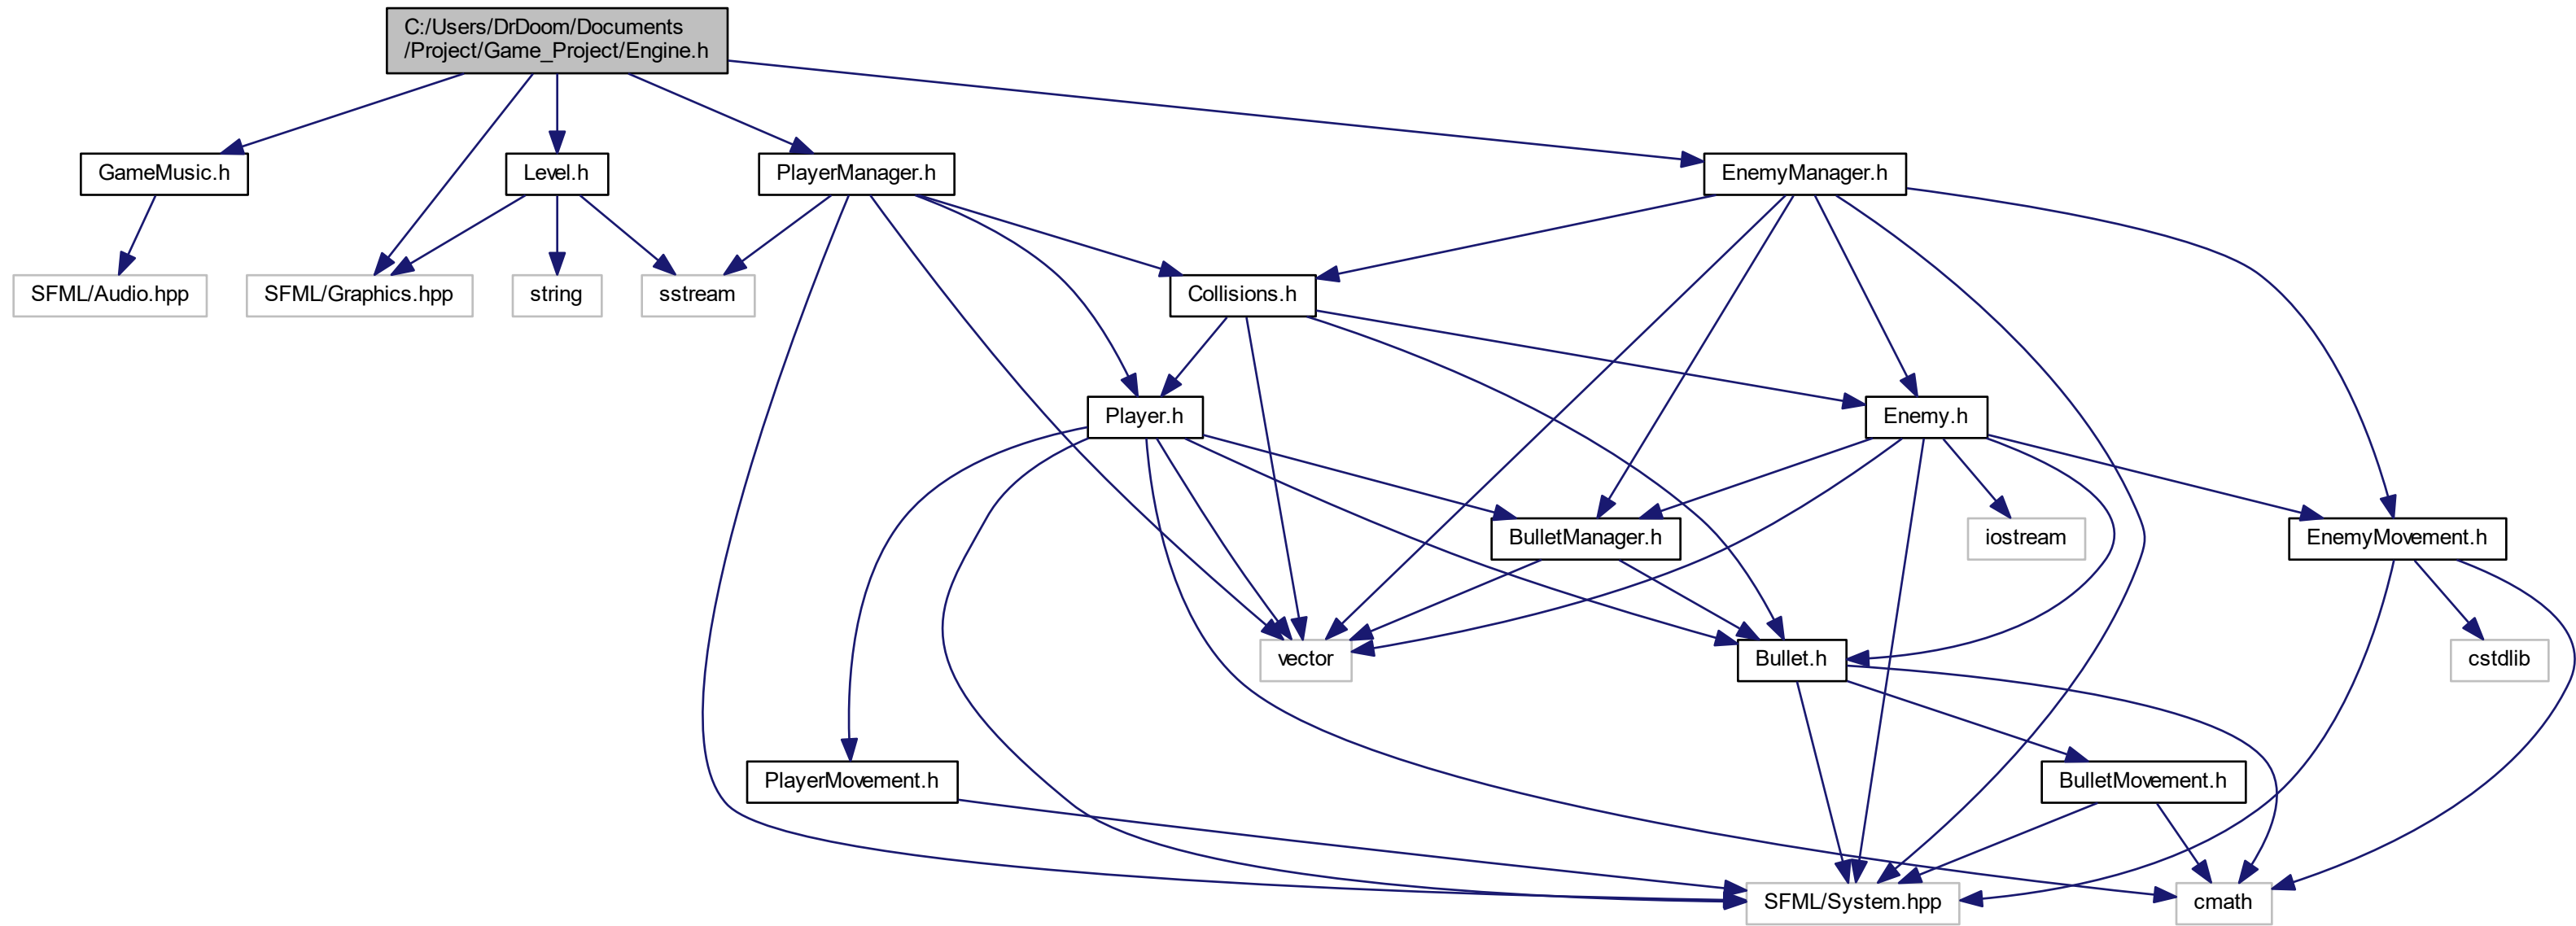 C:/Users/DrDoom/Documents
/Project/Game_Project/Engine.h
GameMusic.h
Level.h
PlayerManager.h
EnemyManager.h
SFML/Audio.hpp
SFML/Graphics.hpp
string
sstream
Collisions.h
Player.h
Enemy.h
BulletManager.h
iostream
EnemyMovement.h
vector
Bullet.h
cstdlib
PlayerMovement.h
BulletMovement.h
SFML/System.hpp
cmath